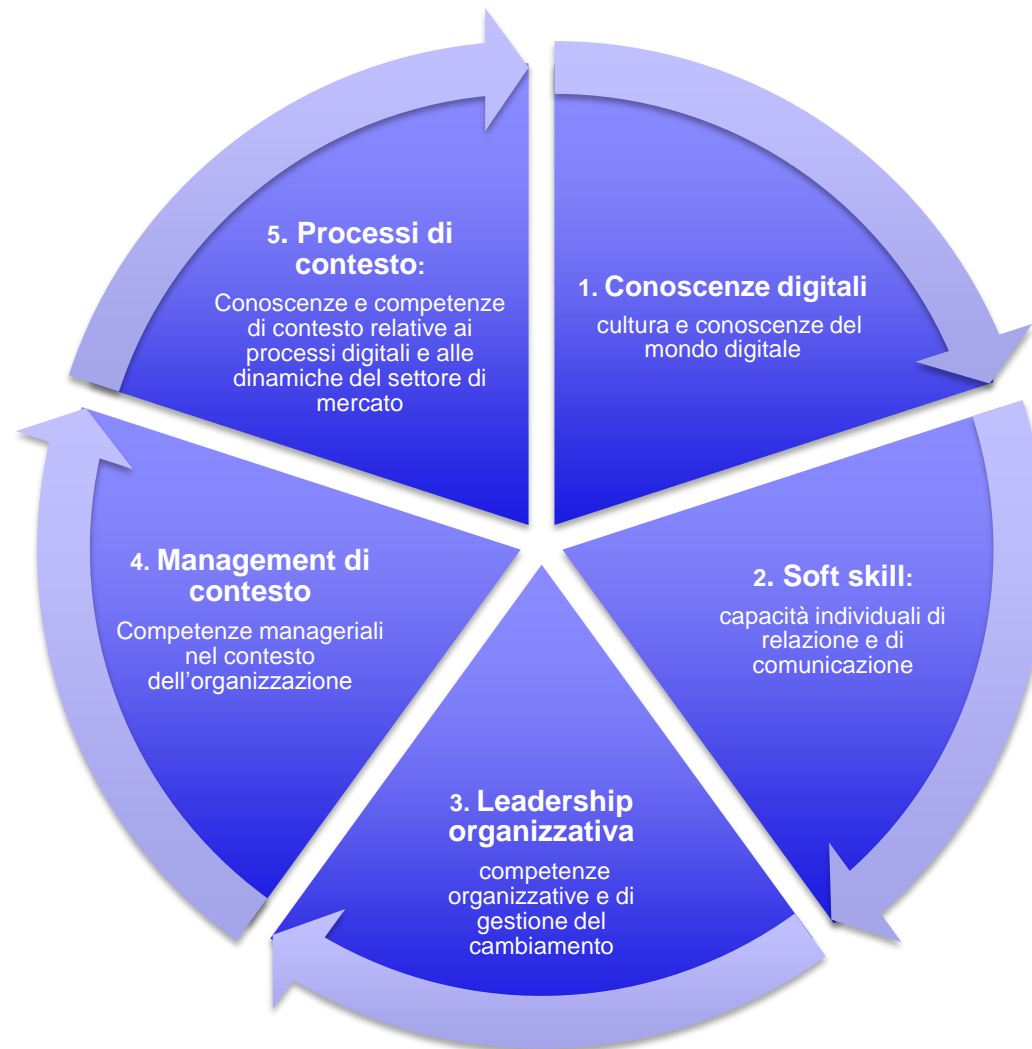 1. Conoscenze digitali
cultura e conoscenze del
mondo digitale
2. Soft skill:
capacità individuali di
relazione e di
comunicazione
3. Leadership
organizzativa
competenze
organizzative e di
gestione del
cambiamento
4. Management di
contesto
Competenze manageriali
nel contesto
dell’organizzazione
5. Processi di
contesto:
Conoscenze e competenze
di contesto relative ai
processi digitali e alle
dinamiche del settore di
mercato